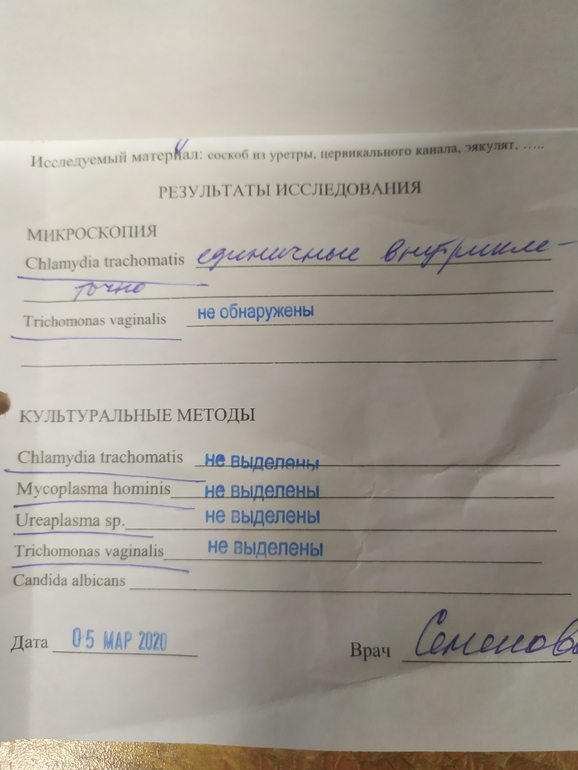 Исследуемый материал: соскоб из уретры, цервикального канала, эякулят, .....
РЕЗУЛЬТАТЫ ИССЛЕДОВАНИЯ
МИКРОСКОПИЯ
Chlamydia trachomatis единичные внутрикле-
точно
Trichomonas vaginalis не обнаружены
КУЛЬТУРАЛЬНЫЕ МЕТОДЫ
Chlamydia trachomatis не выделены
Mycoplasma hominis не выделены
Ureaplasma sp. не выделены
Trichomonas vaginalis не выделены
Candida albicans
Дата 05 МАР 2020
Врач Семенова